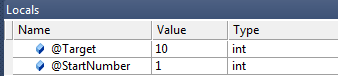 Locals
Name Value Type
@Target 10 int
@StartNumber 1 int